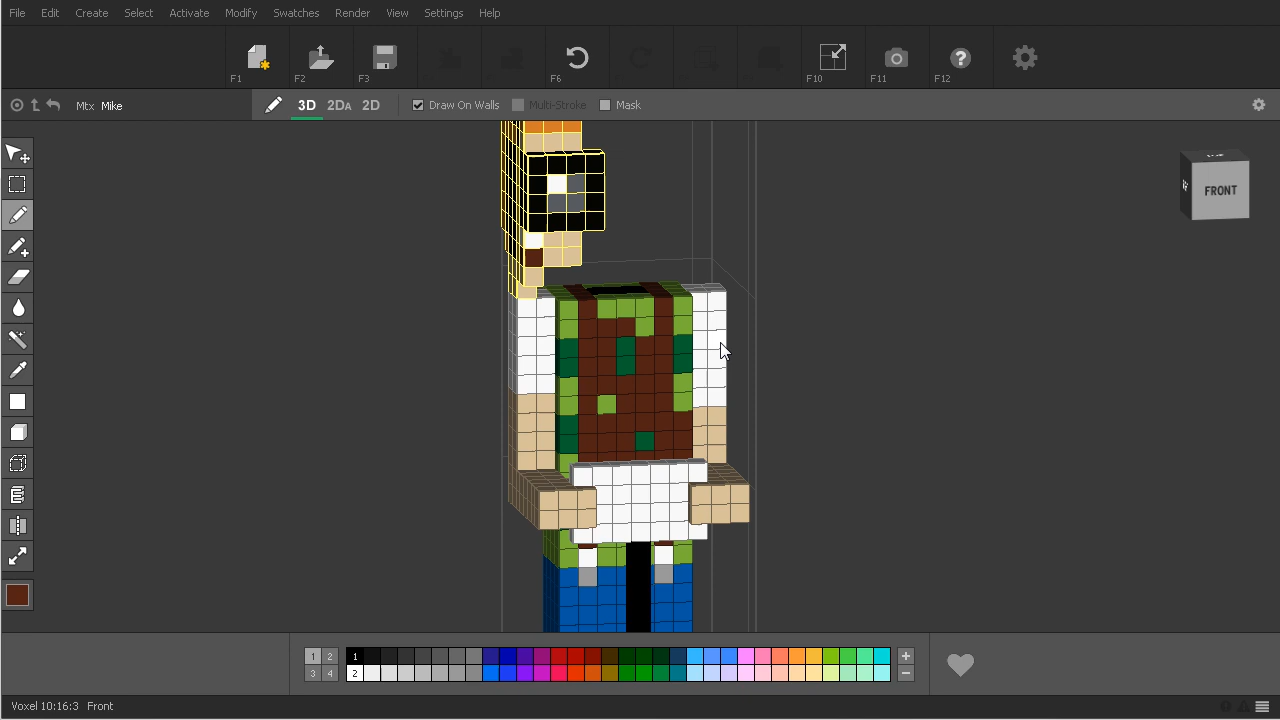 File Edit Create Select Activate Modify Swatches Render View Settings Help
F1 F2 F3 F6 F10 F11 F12
Mtx Mike 3D 2DA 2D Draw On Walls Multi-Stroke Mask
FRONT
1 2 1
3 4 2
Voxel 10:16:3 Front